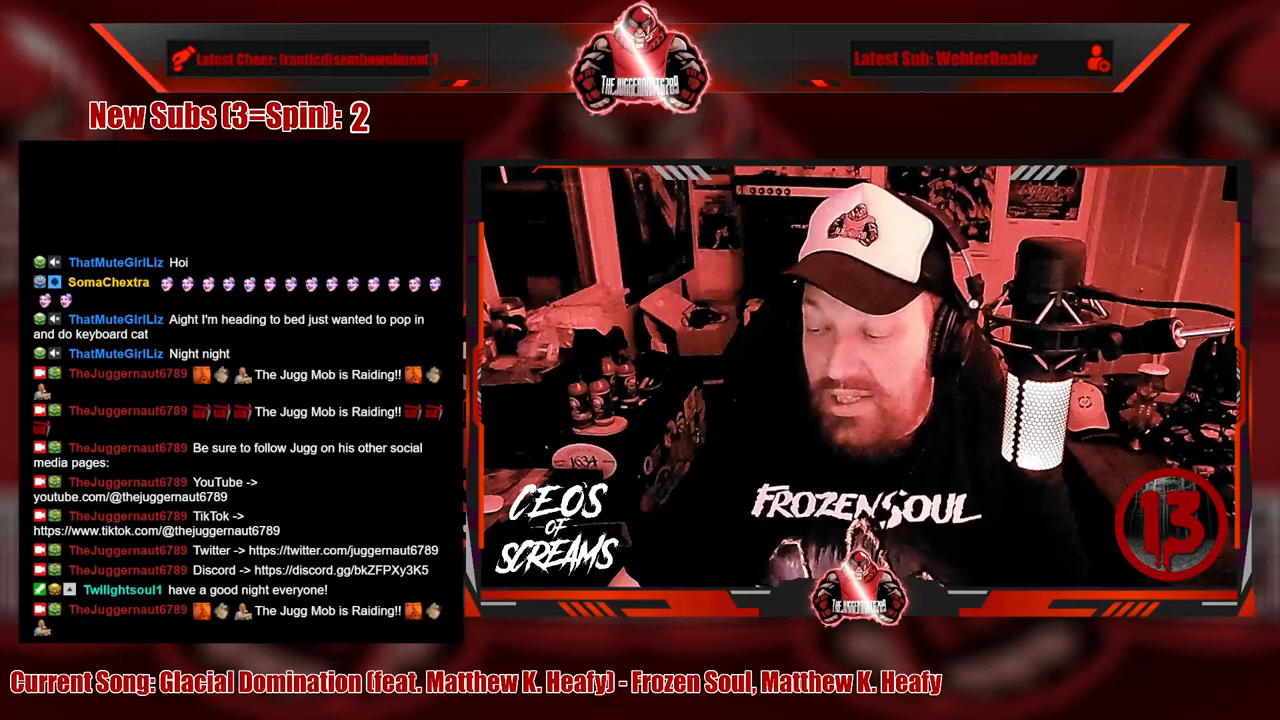 Latest Cheer: franticdisembowelment 1
THEJUGGERNAUT6789
Latest Sub: WehlerDealer
New Subs (3=Spin): 2
ThatMuteGirlLiz Hoi
SomaChextra
ThatMuteGirlLiz Aight I'm heading to bed just wanted to pop in
and do keyboard cat
ThatMuteGirlLiz Night night
TheJuggernaut6789 The Jugg Mob is Raiding!!
TheJuggernaut6789 The Jugg Mob is Raiding!!
TheJuggernaut6789 Be sure to follow Jugg on his other social
media pages:
TheJuggernaut6789 YouTube ->
youtube.com/@thejuggernaut6789
TheJuggernaut6789 TikTok ->
https://www.tiktok.com/@thejuggernaut6789
TheJuggernaut6789 Twitter -> https://twitter.com/juggernaut6789
TheJuggernaut6789 Discord -> https://discord.gg/bkZFPXy3K5
Twilightsoul1 have a good night everyone!
TheJuggernaut6789 The Jugg Mob is Raiding!!
1634
CEO'S
OF
SCREAMS
FROZEN SOUL
13
THEJUGGERNAUT6789
Current Song: Glacial Domination (feat. Matthew K. Heafy) - Frozen Soul, Matthew K. Heafy